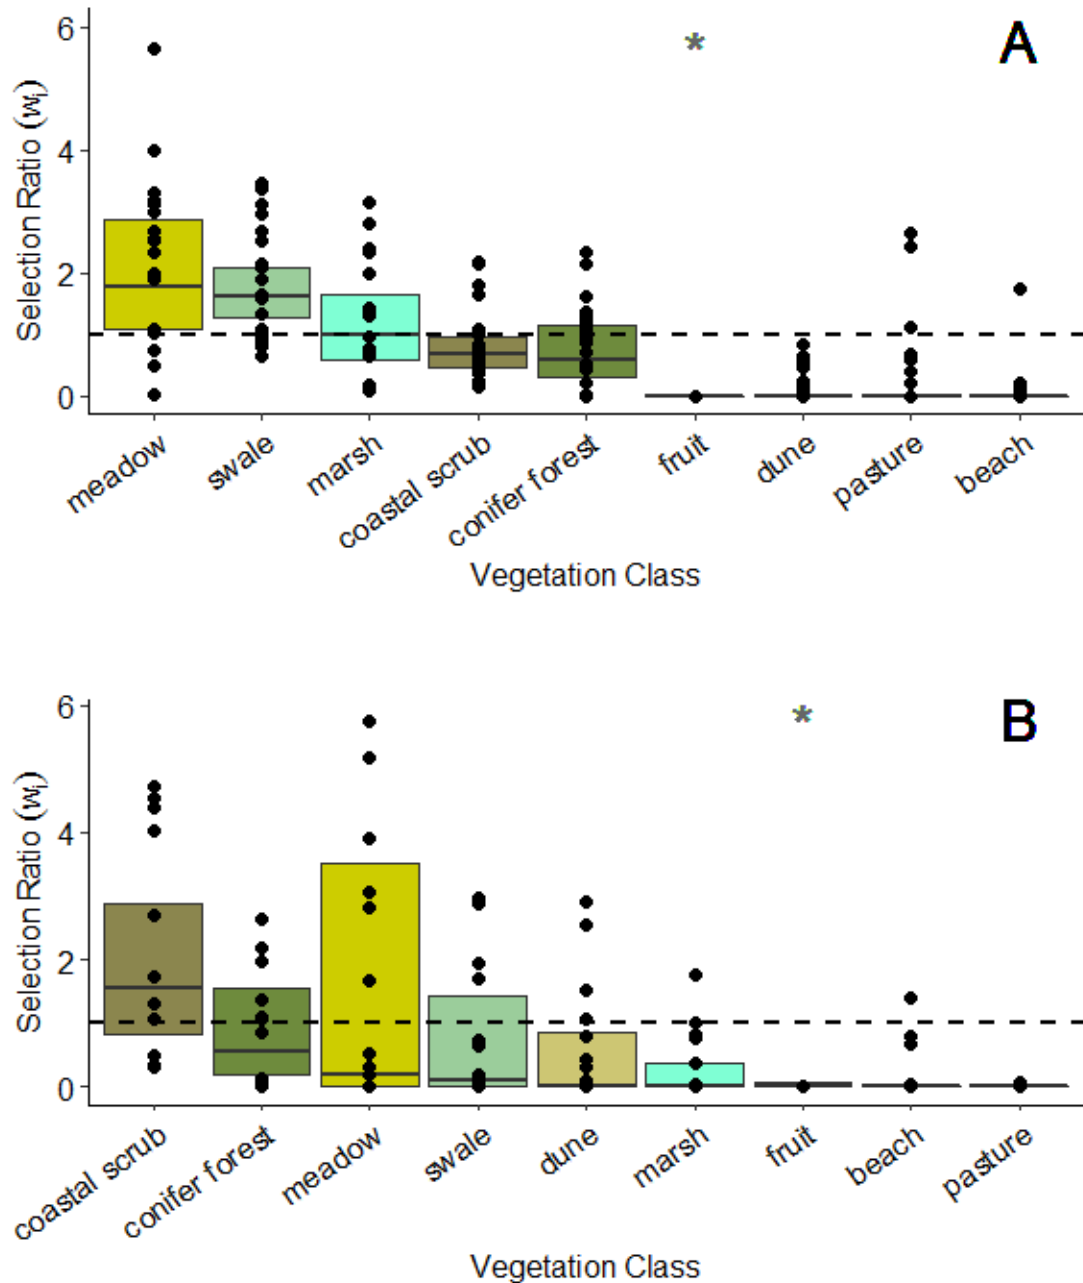 A
*
Selection Ratio (wi)
6
4
2
0
meadow
swale
marsh
coastal scrub
conifer forest
fruit
dune
pasture
beach
Vegetation Class
B
*
Selection Ratio (wi)
6
4
2
0
coastal scrub
conifer forest
meadow
swale
dune
marsh
fruit
beach
pasture
Vegetation Class